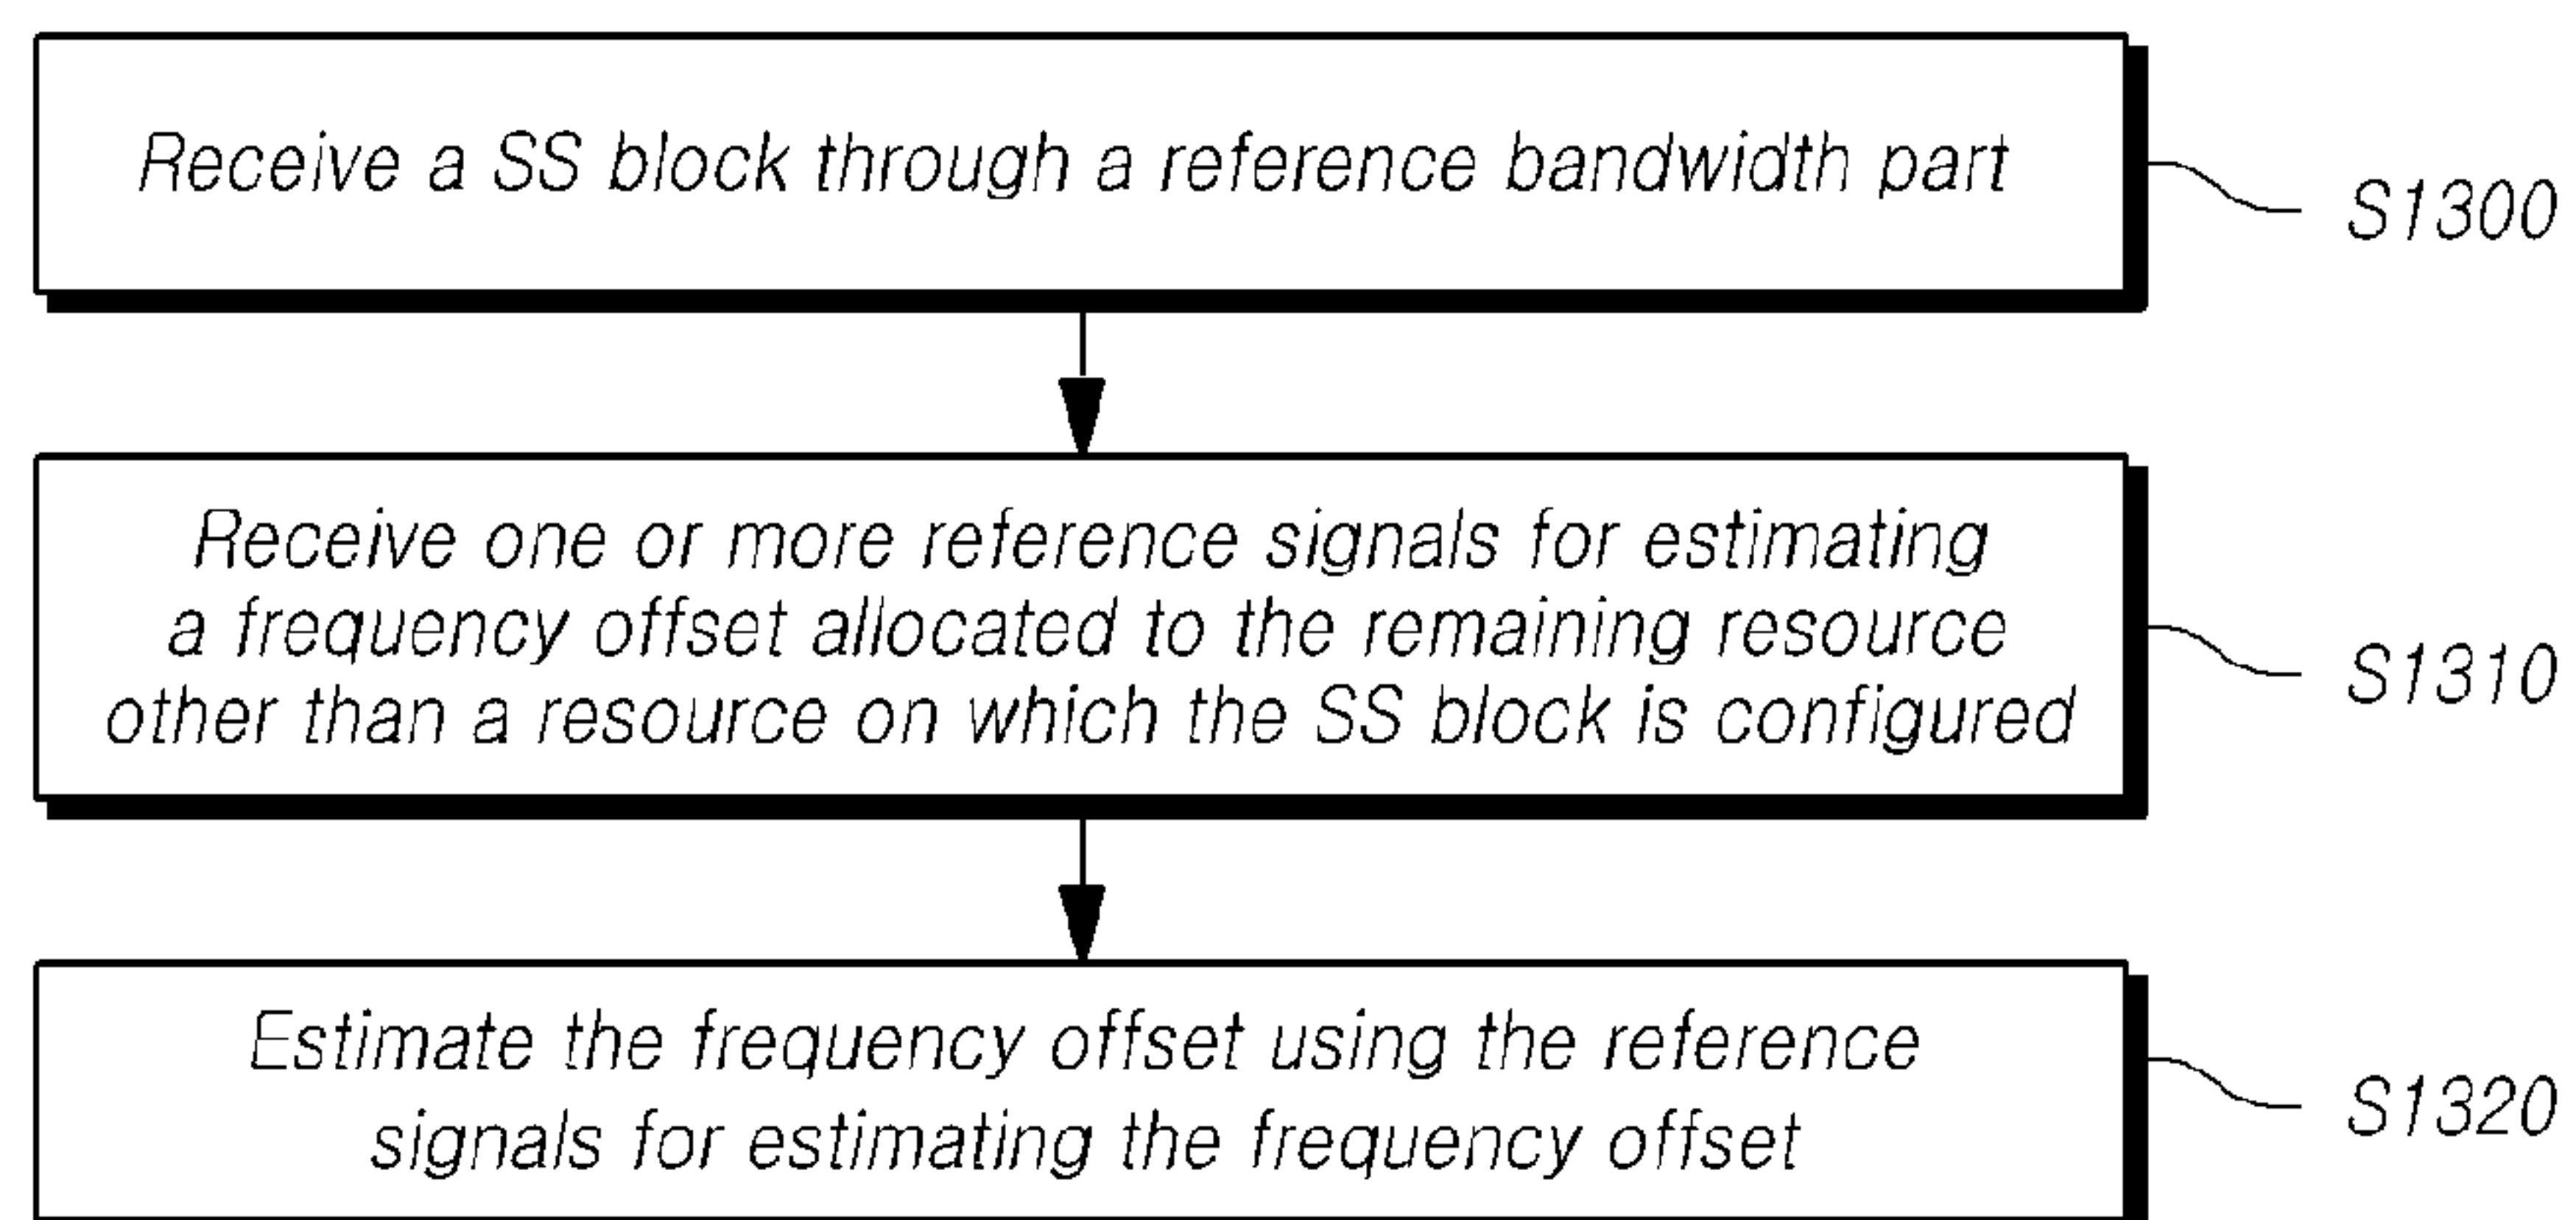 Receive a SS block through a reference bandwidth part
S1300
Receive one or more reference signals for estimating
a frequency offset allocated to the remaining resource
other than a resource on which the SS block is configured
S1310
Estimate the frequency offset using the reference
signals for estimating the frequency offset
S1320